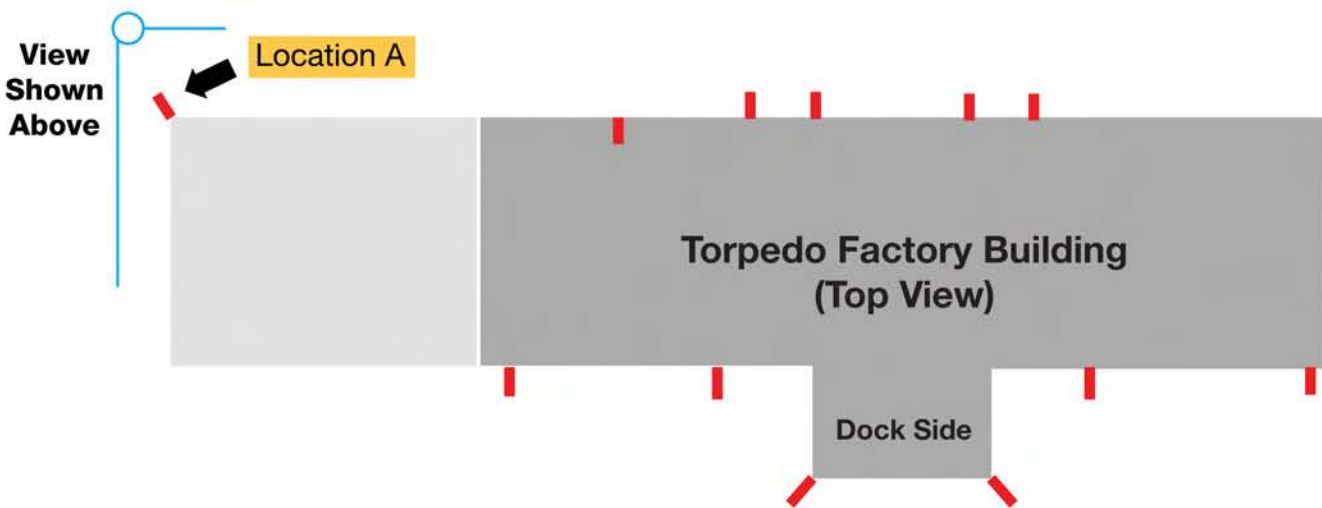 View
Shown
Above
Location A
Torpedo Factory Building
(Top View)
Dock Side